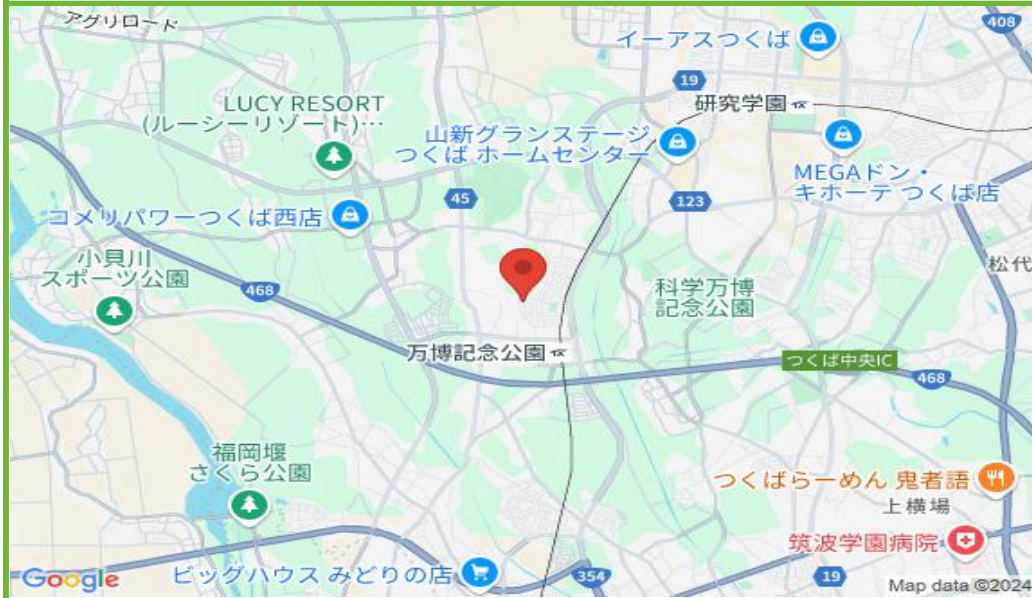 アグリロード
408
イーアスつくば
19
LUCY RESORT
(ルーシーリゾート)…
研究学園
山新グランステージ
つくば ホームセンター
MEGAドン・
キホーテ つくば店
45
123
コメリパワーつくば西店
小貝川
スポーツ公園
468
松代
科学万博
記念公園
万博記念公園
つくば中央IC
468
福岡堰
さくら公園
つくばらーめん 鬼者語
上横場
筑波学園病院
Google
ビッグハウス みどりの店
354
19
Map data ©2024